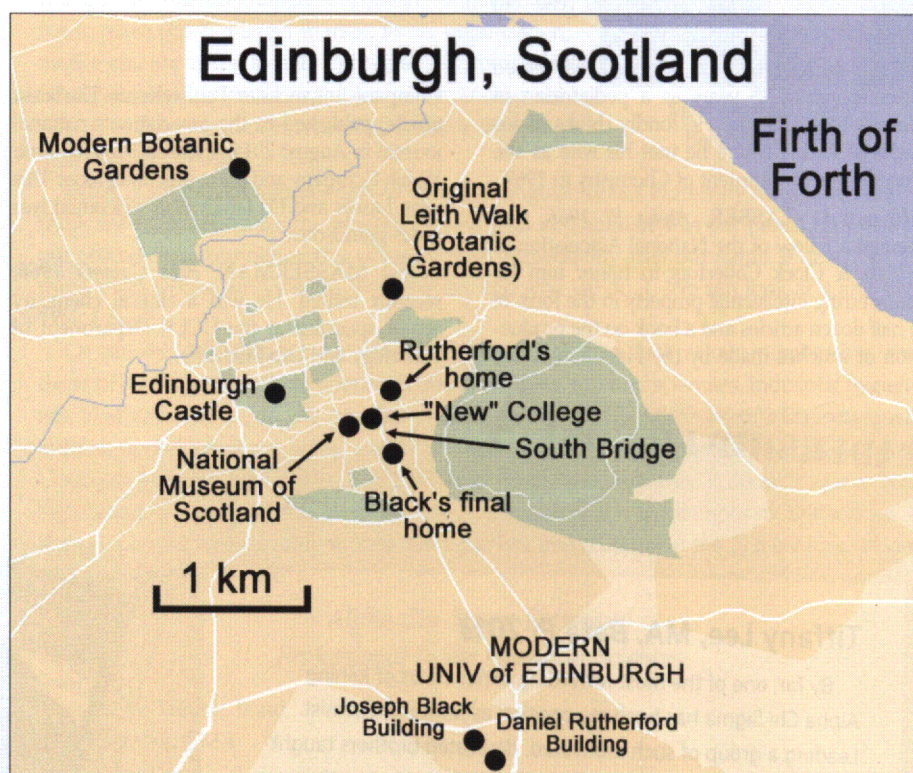 Edinburgh, Scotland
Modern Botanic
Gardens
Firth of
Forth
Original
Leith Walk
(Botanic
Gardens)
Rutherford's
home
Edinburgh
Castle
"New" College
South Bridge
National
Museum of
Scotland
Black's final
home
1 km
MODERN
UNIV of EDINBURGH
Joseph Black
Building
Daniel Rutherford
Building